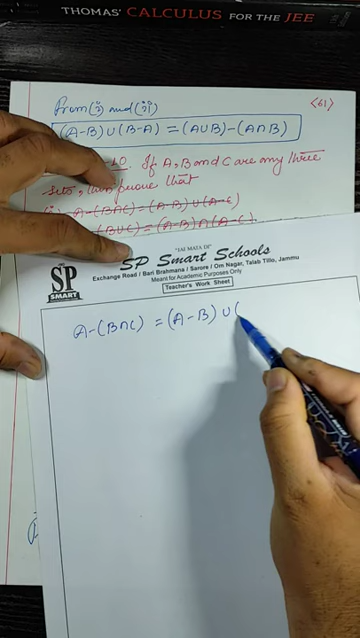 THOMAS' CALCULUS FOR THE JEE
From (i) and (ii)
<61>
(A-B)∪(B-A) = (A∪B)-(A∩B)
10. If A, B and C are any three
sets, then prove that
A-(B∩C) = (A-B)∪(A-C)
(B∪C) = (A-B)∩(A-C).
"JAI MATA DI"
SP Smart Schools
Exchange Road / Bari Brahmana / Sarore / Om Nagar, Talab Tillo, Jammu
Meant for Academic Purposes Only
Teacher's Work Sheet
SP
SMART
A-(B∩C) = (A-B)∪(